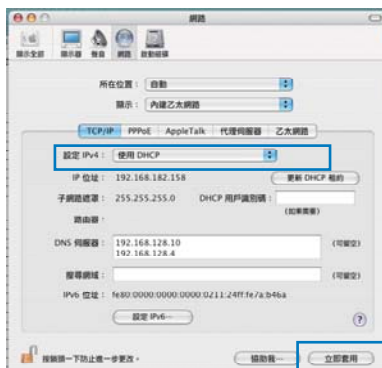 網路
顯示全部 顯示器 聲音 網路 啟動磁碟
所在位置： 自動
顯示： 內建乙太網路
TCP/IP PPPoE AppleTalk 代理伺服器 乙太網路
設定 IPv4： 使用 DHCP
IP 位址： 192.168.182.158 更新 DHCP 租約
子網路遮罩： 255.255.255.0 DHCP 用戶識別碼：
(如果需要)
路由器：
DNS 伺服器： 192.168.128.10 (可留空)
192.168.128.4
搜尋網域： (可留空)
IPv6 位址： fe80:0000:0000:0000:0211:24ff:fe7a:b46a
設定 IPv6… ?
按鎖頭一下防止進一步更改。 協助我… 立即套用